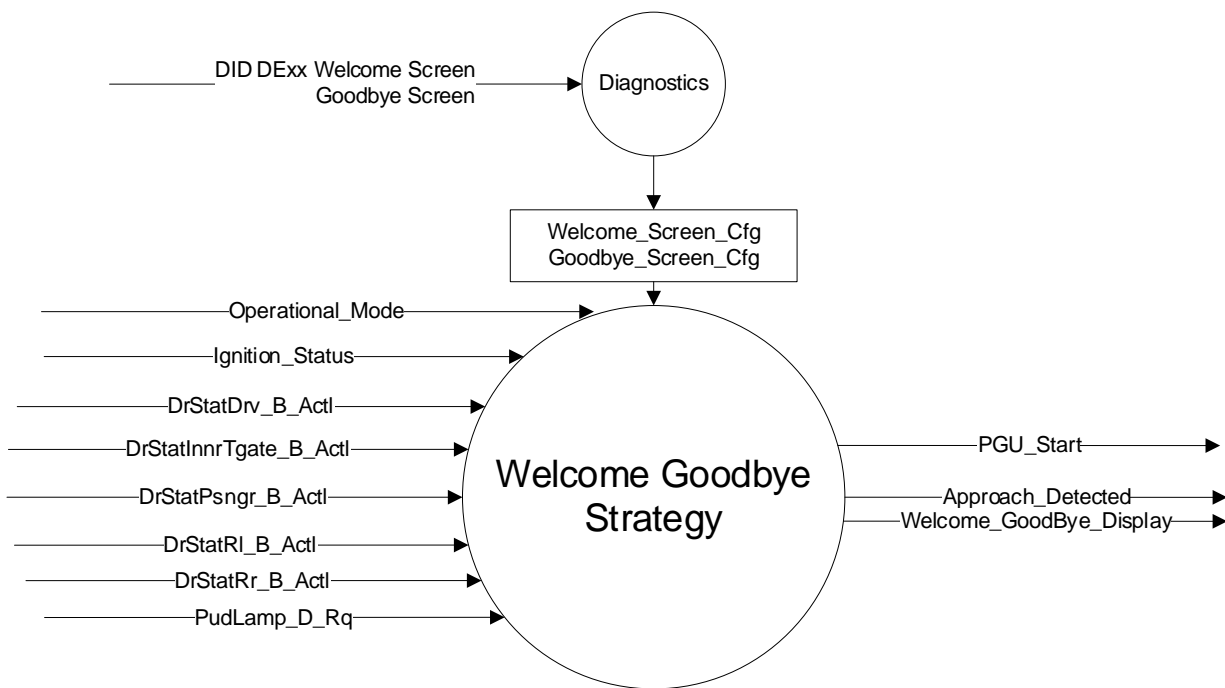 DID DExx Welcome Screen
Goodbye Screen
Diagnostics
Welcome_Screen_Cfg
Goodbye_Screen_Cfg
Operational_Mode
Ignition_Status
DrStatDrv_B_Actl
DrStatInnrTgate_B_Actl
DrStatPsngr_B_Actl
DrStatRl_B_Actl
DrStatRr_B_Actl
PudLamp_D_Rq
Welcome Goodbye
Strategy
PGU_Start
Approach_Detected
Welcome_GoodBye_Display